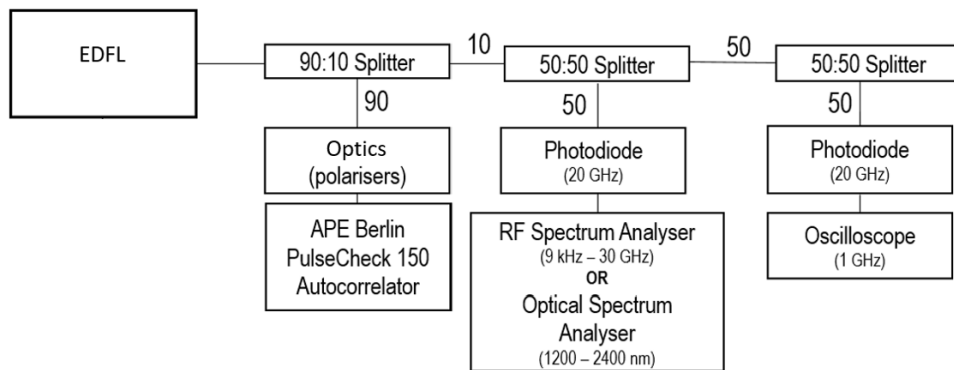 EDFL
90:10 Splitter
10
50:50 Splitter
50
50:50 Splitter
90
50
50
Optics
(polarisers)
Photodiode
(20 GHz)
Photodiode
(20 GHz)
APE Berlin
PulseCheck 150
Autocorrelator
RF Spectrum Analyser
(9 kHz – 30 GHz)
OR
Optical Spectrum
Analyser
(1200 – 2400 nm)
Oscilloscope
(1 GHz)